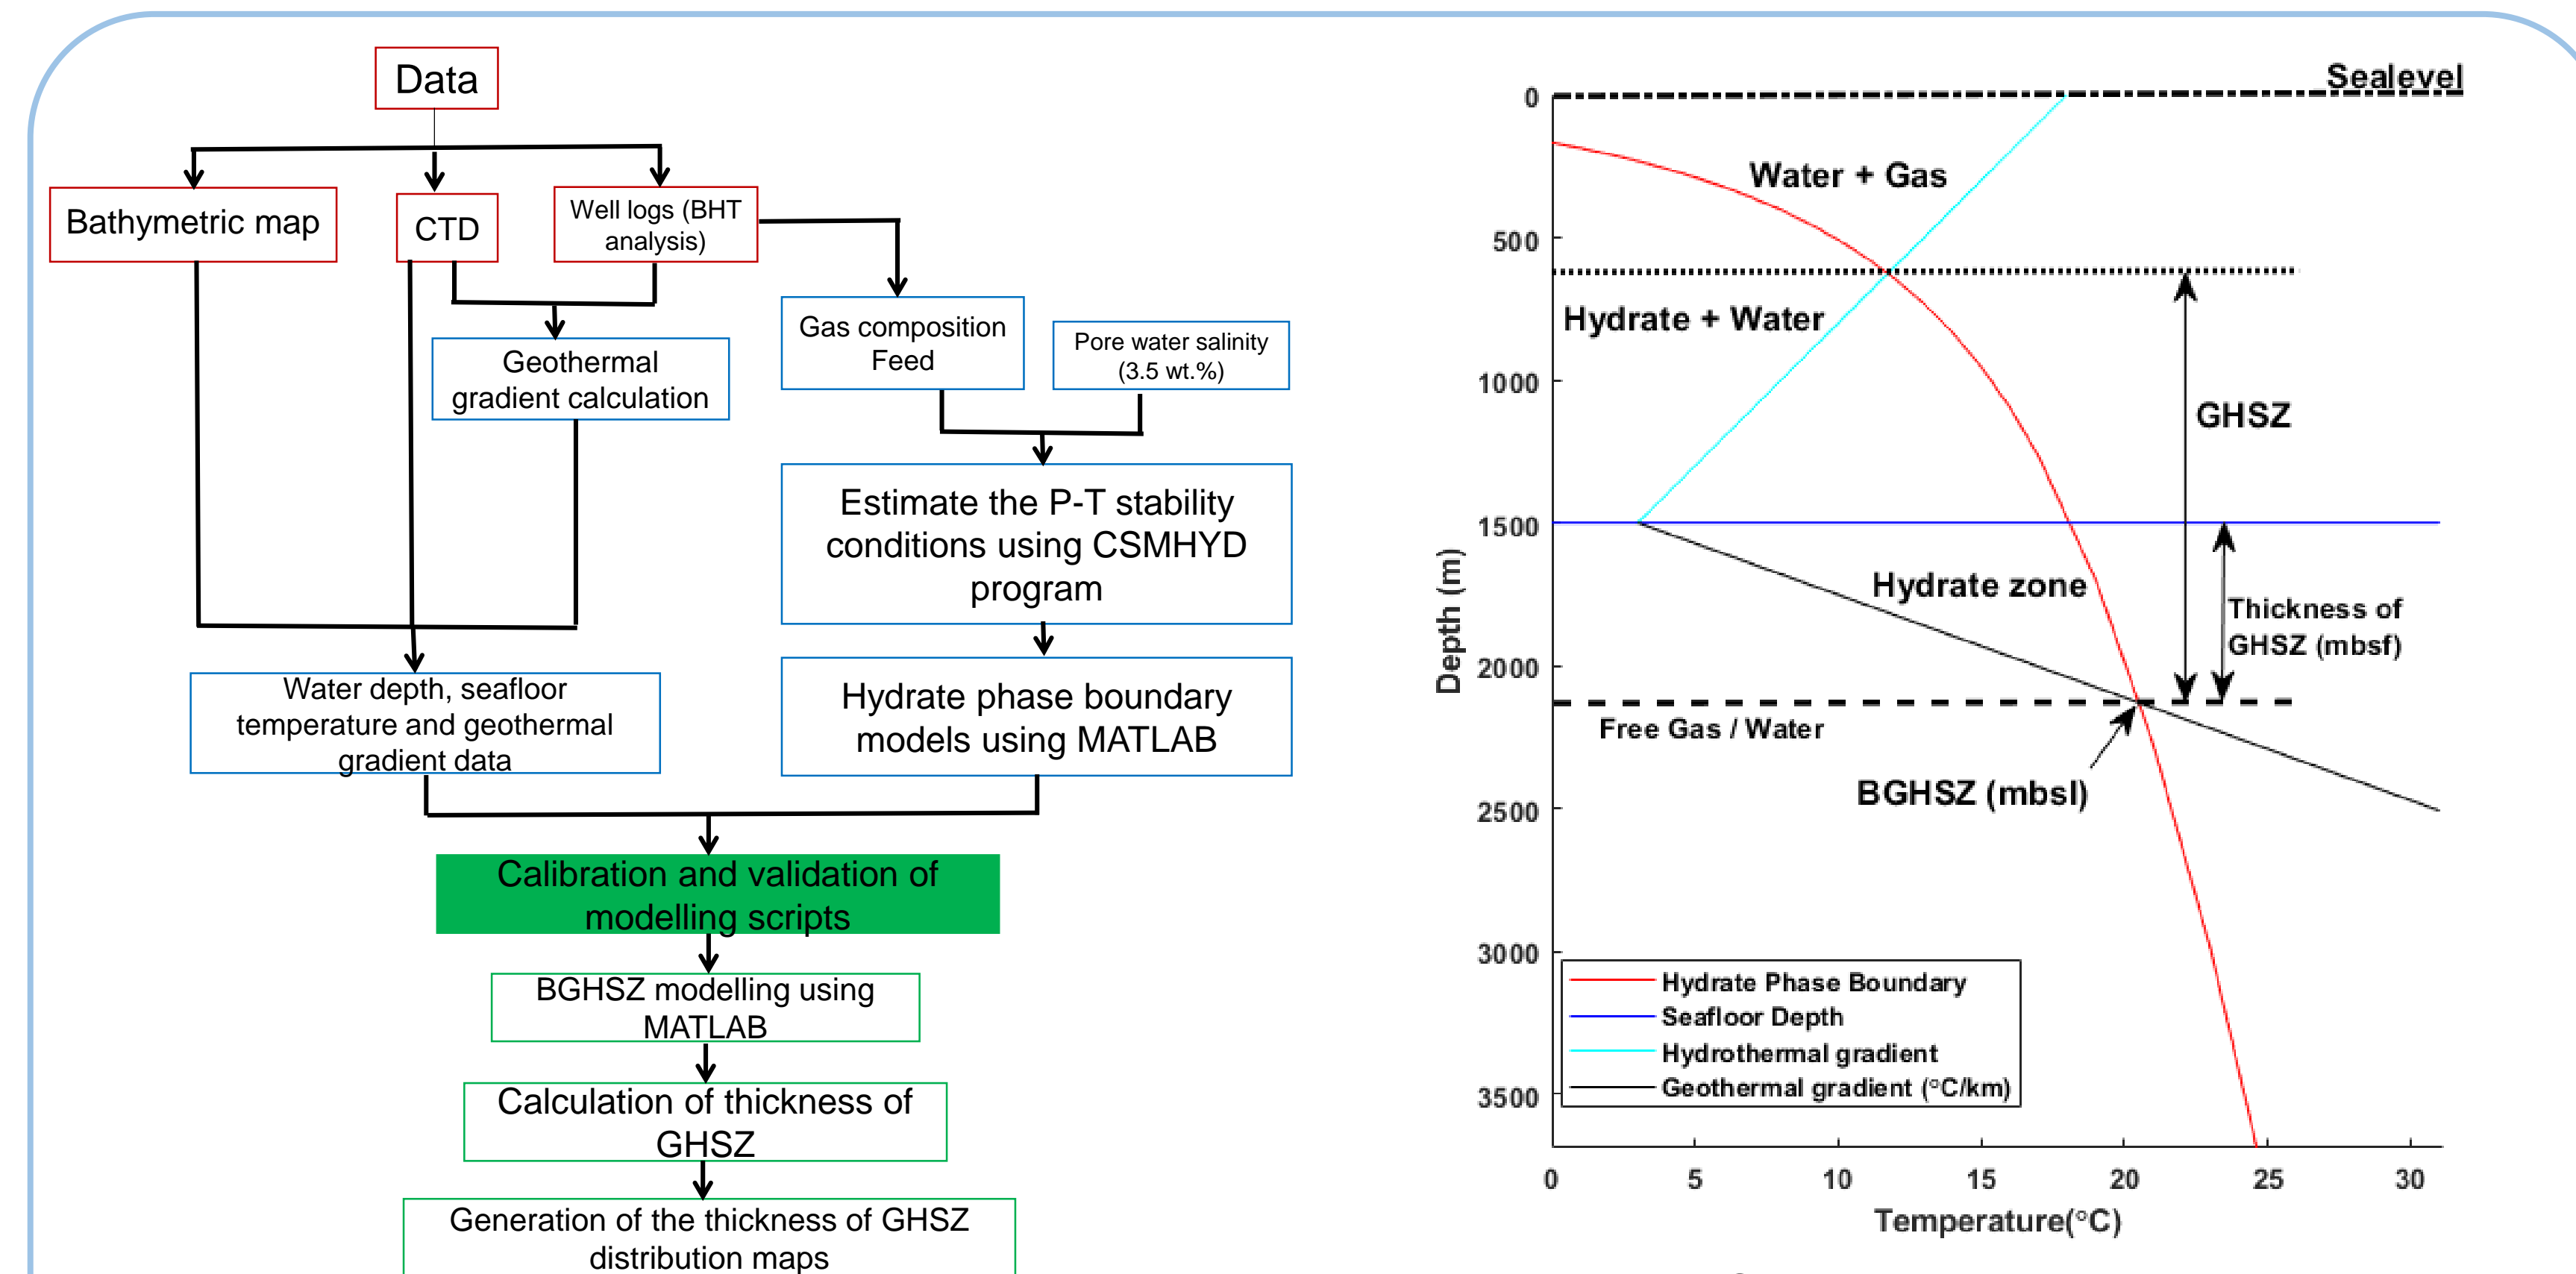 Data
Bathymetric map
CTD
Well logs (BHT
analysis)
Geothermal
gradient calculation
Gas composition
Feed
Pore water salinity
(3.5 wt.%)
Estimate the P-T stability
conditions using CSMHYD
program
Water depth, seafloor
temperature and geothermal
gradient data
Hydrate phase boundary
models using MATLAB
Calibration and validation of
modelling scripts
BGHSZ modelling using
MATLAB
Calculation of thickness of
GHSZ
Generation of the thickness of GHSZ
distribution maps
Sealevel
0
Water + Gas
500
Hydrate + Water
1000
GHSZ
1500
Depth (m)
Hydrate zone
Thickness of
GHSZ (mbsf)
2000
Free Gas / Water
BGHSZ (mbsl)
2500
3000
Hydrate Phase Boundary
Seafloor Depth
Hydrothermal gradient
Geothermal gradient (°C/km)
3500
0 5 10 15 20 25 30
Temperature(°C)